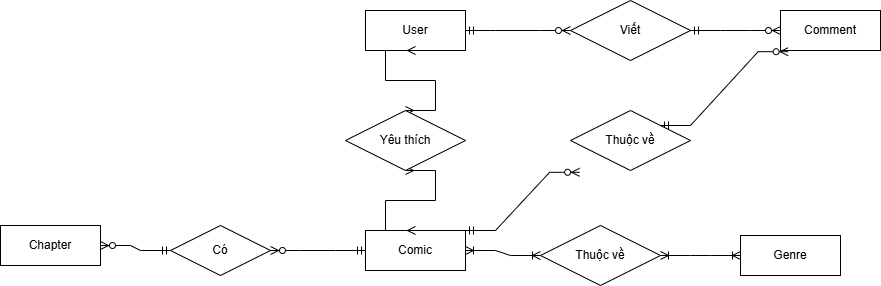 User
Viết
Comment
Yêu thích
Thuộc về
Chapter
Có
Comic
Thuộc về
Genre